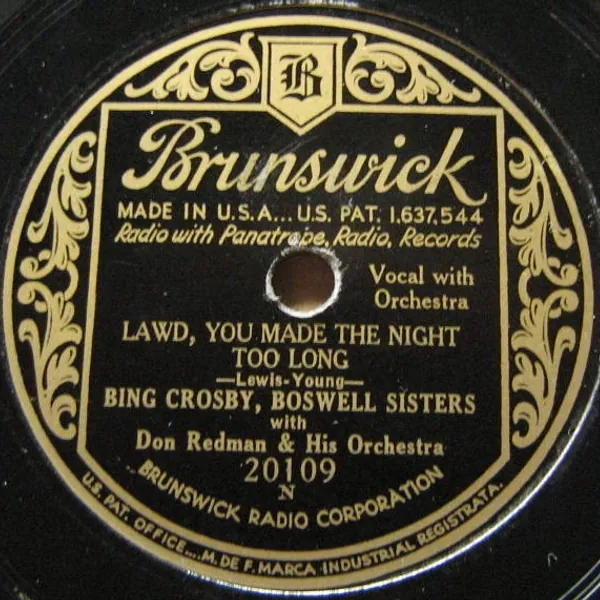 B
Brunswick
MADE IN U.S.A... U.S. PAT. 1,637,544
Radio with Panatrope, Radio, Records
Vocal with
Orchestra
LAWD, YOU MADE THE NIGHT
TOO LONG
—Lewis-Young—
BING CROSBY, BOSWELL SISTERS
with
Don Redman & His Orchestra
20109
N
BRUNSWICK RADIO CORPORATION
U.S. PAT. OFFICE....M. DE F. MARCA INDUSTRIAL REGISTRATA.